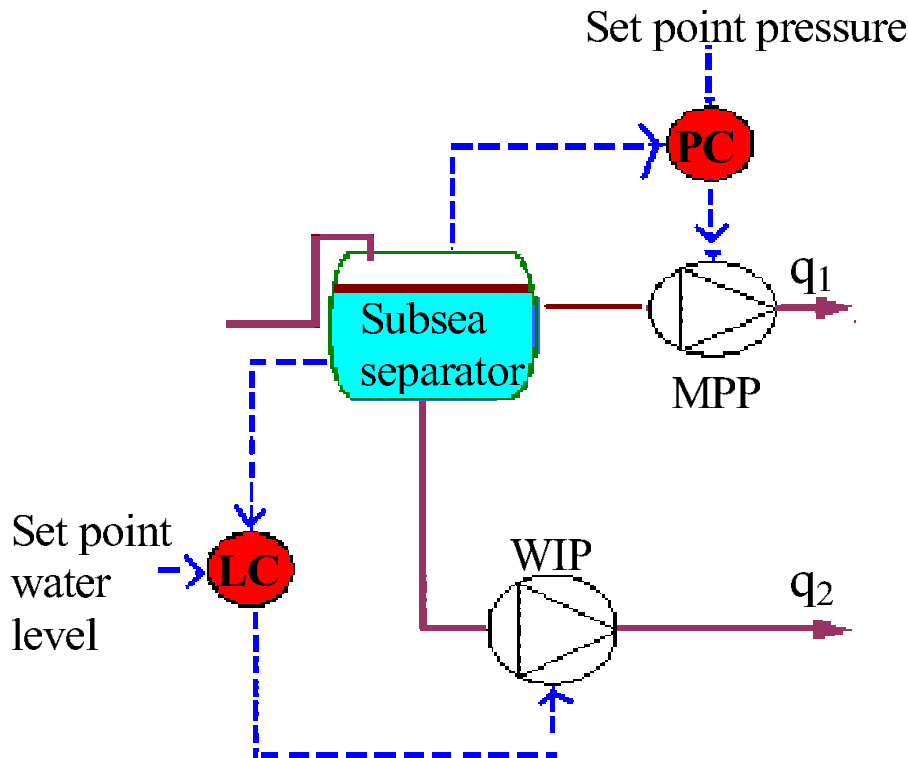 Set point pressure
PC
q1
Subsea
separator
MPP
Set point
water
level
LC
WIP
q2